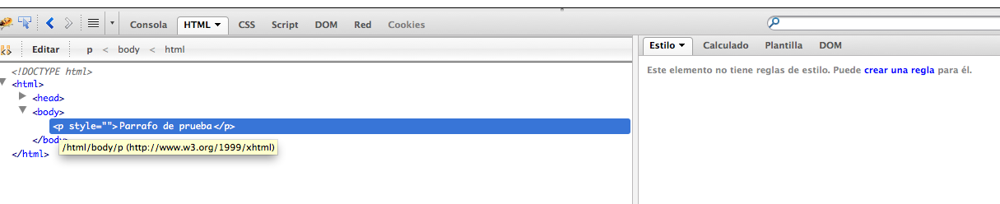 Consola HTML CSS Script DOM Red Cookies
Editar p < body < html
Estilo Calculado Plantilla DOM
<!DOCTYPE html>
<html>
<head>
<body>
<p style="">Parrafo de prueba</p>
</body>
/html/body/p (http://www.w3.org/1999/xhtml)
</html>
Este elemento no tiene reglas de estilo. Puede crear una regla para él.